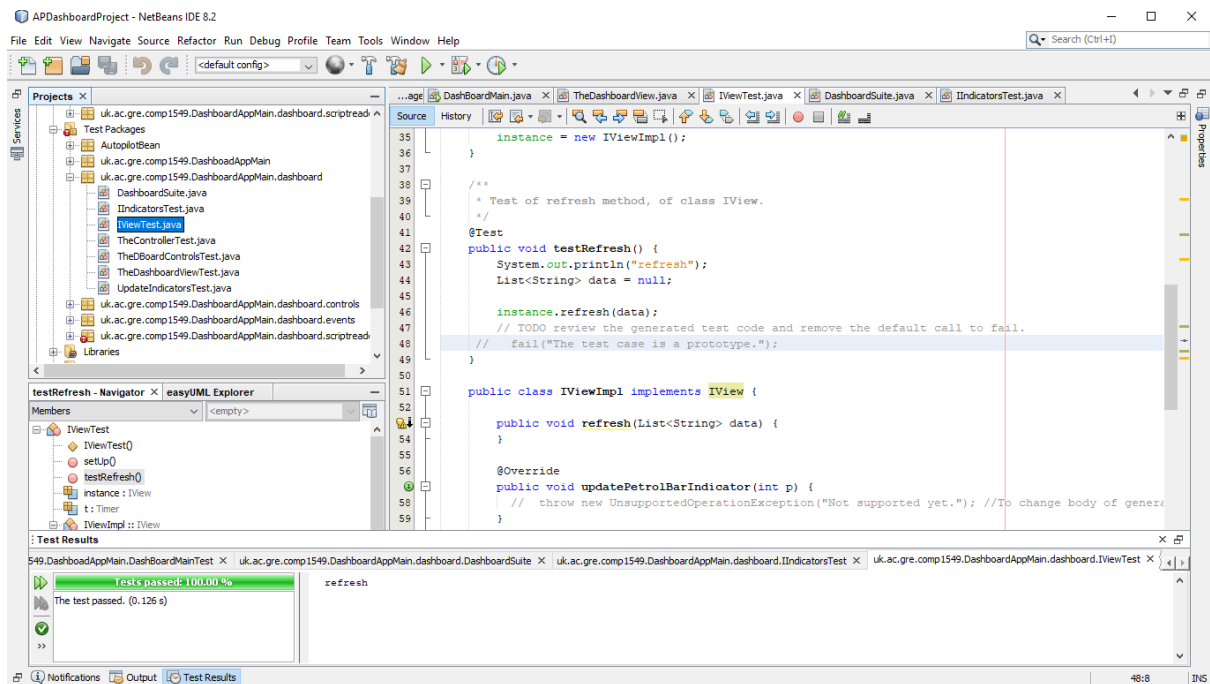 APDashboardProject - NetBeans IDE 8.2
File Edit View Navigate Source Refactor Run Debug Profile Team Tools Window Help
Search (Ctrl+I)
<default config>
Projects
...age DashBoardMain.java TheDashboardView.java IViewTest.java DashboardSuite.java IIndicatorsTest.java
Services
Properties
uk.ac.gre.comp1549.DashboardAppMain.dashboard.scriptread
Test Packages
AutopilotBean
uk.ac.gre.comp1549.DashboadAppMain
uk.ac.gre.comp1549.DashboardAppMain.dashboard
DashboardSuite.java
IIndicatorsTest.java
IViewTest.java
TheControllerTest.java
TheDBoardControlsTest.java
TheDashboardViewTest.java
UpdateIndicatorsTest.java
uk.ac.gre.comp1549.DashboardAppMain.dashboard.controls
uk.ac.gre.comp1549.DashboardAppMain.dashboard.events
uk.ac.gre.comp1549.DashboardAppMain.dashboard.scriptread
Libraries
testRefresh - Navigator easyUML Explorer
Members <empty>
IViewTest
IViewTest()
setUp()
testRefresh()
instance : IView
t : Timer
IViewImpl :: IView
Source History
35 instance = new IViewImpl();
36 }
37
38 /**
39 * Test of refresh method, of class IView.
40 */
41 @Test
42 public void testRefresh() {
43 System.out.println("refresh");
44 List<String> data = null;
45
46 instance.refresh(data);
47 // TODO review the generated test code and remove the default call to fail.
48 // fail("The test case is a prototype.");
49 }
50
51 public class IViewImpl implements IView {
52
public void refresh(List<String> data) {
54 }
55
56 @Override
public void updatePetrolBarIndicator(int p) {
58 // throw new UnsupportedOperationException("Not supported yet."); //To change body of genera
59 }
Test Results
549.DashboadAppMain.DashBoardMainTest uk.ac.gre.comp1549.DashboardAppMain.dashboard.DashboardSuite uk.ac.gre.comp1549.DashboardAppMain.dashboard.IIndicatorsTest uk.ac.gre.comp1549.DashboardAppMain.dashboard.IViewTest
Tests passed: 100.00 %
The test passed. (0.126 s)
refresh
Notifications Output Test Results
48:8 INS